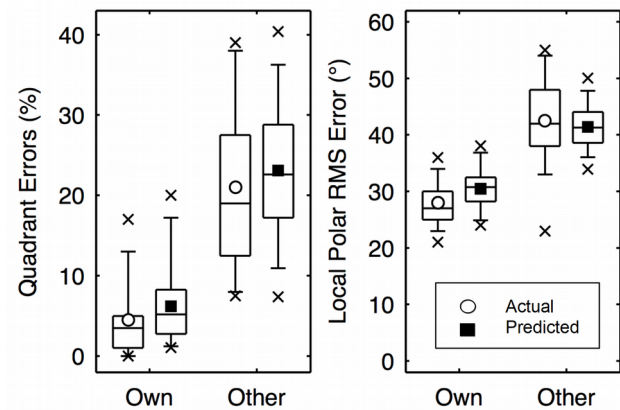 Quadrant Errors (%)
40
30
20
10
0
Own Other
Local Polar RMS Error (°)
60
50
40
30
20
10
0
Actual
Predicted
Own Other